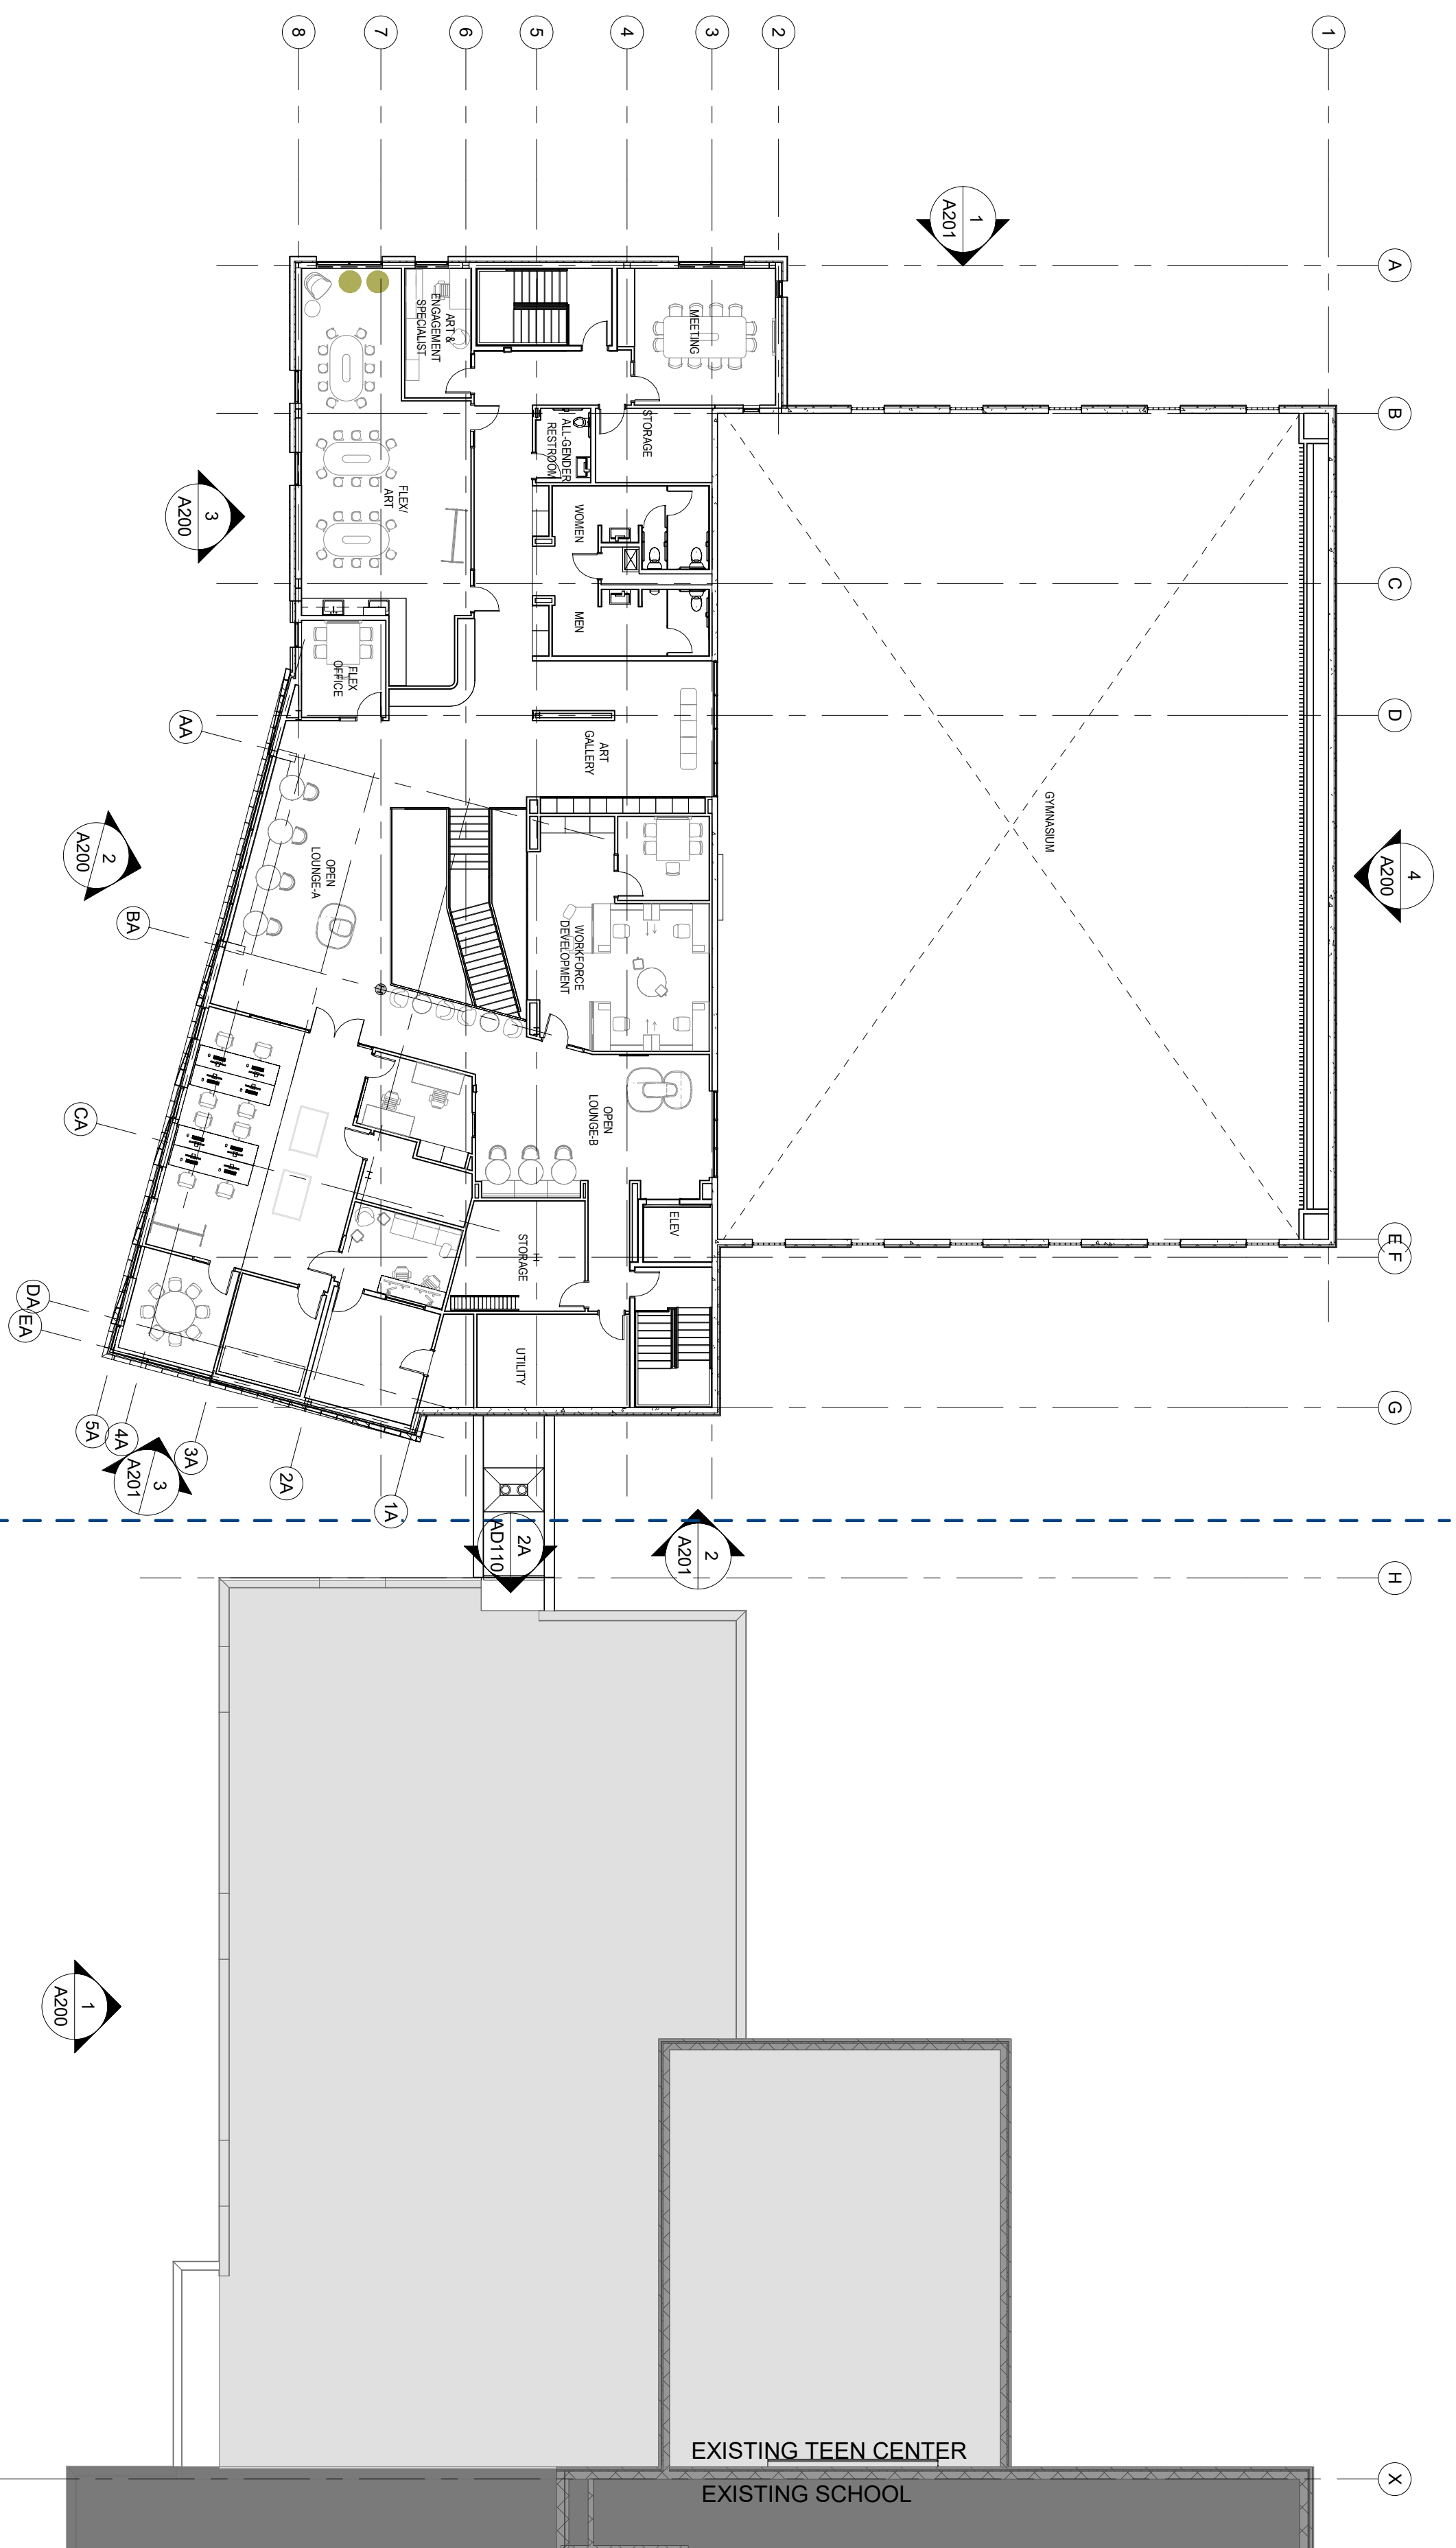 8
7
6
5
4
3
2
1
1
A201
A
MEETING
ART &
ENGAGEMENT
SPECIALIST
STORAGE
ALL-GENDER
RESTROOM
B
FLEX/
ART
WOMEN
3
A200
C
MEN
FLEX
OFFICE
D
AA
ART
GALLERY
GYMNASIUM
OPEN
LOUNGE-A
2
A200
4
A200
BA
WORKFORCE
DEVELOPMENT
CA
OPEN
LOUNGE-B
ELEV
STORAGE
E
F
DA
EA
UTILITY
G
5A
4A
3A
2A
1A
3
A201
2A
AD110
2
A201
H
1
A200
EXISTING TEEN CENTER
X
EXISTING SCHOOL